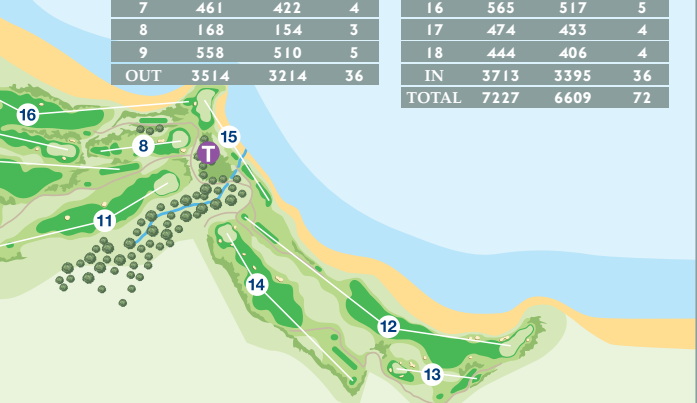 7 461 422 4
8 168 154 3
9 558 510 5
OUT 3514 3214 36
16 565 517 5
17 474 433 4
18 444 406 4
IN 3713 3395 36
TOTAL 7227 6609 72
16
15
8
T
11
14
12
13